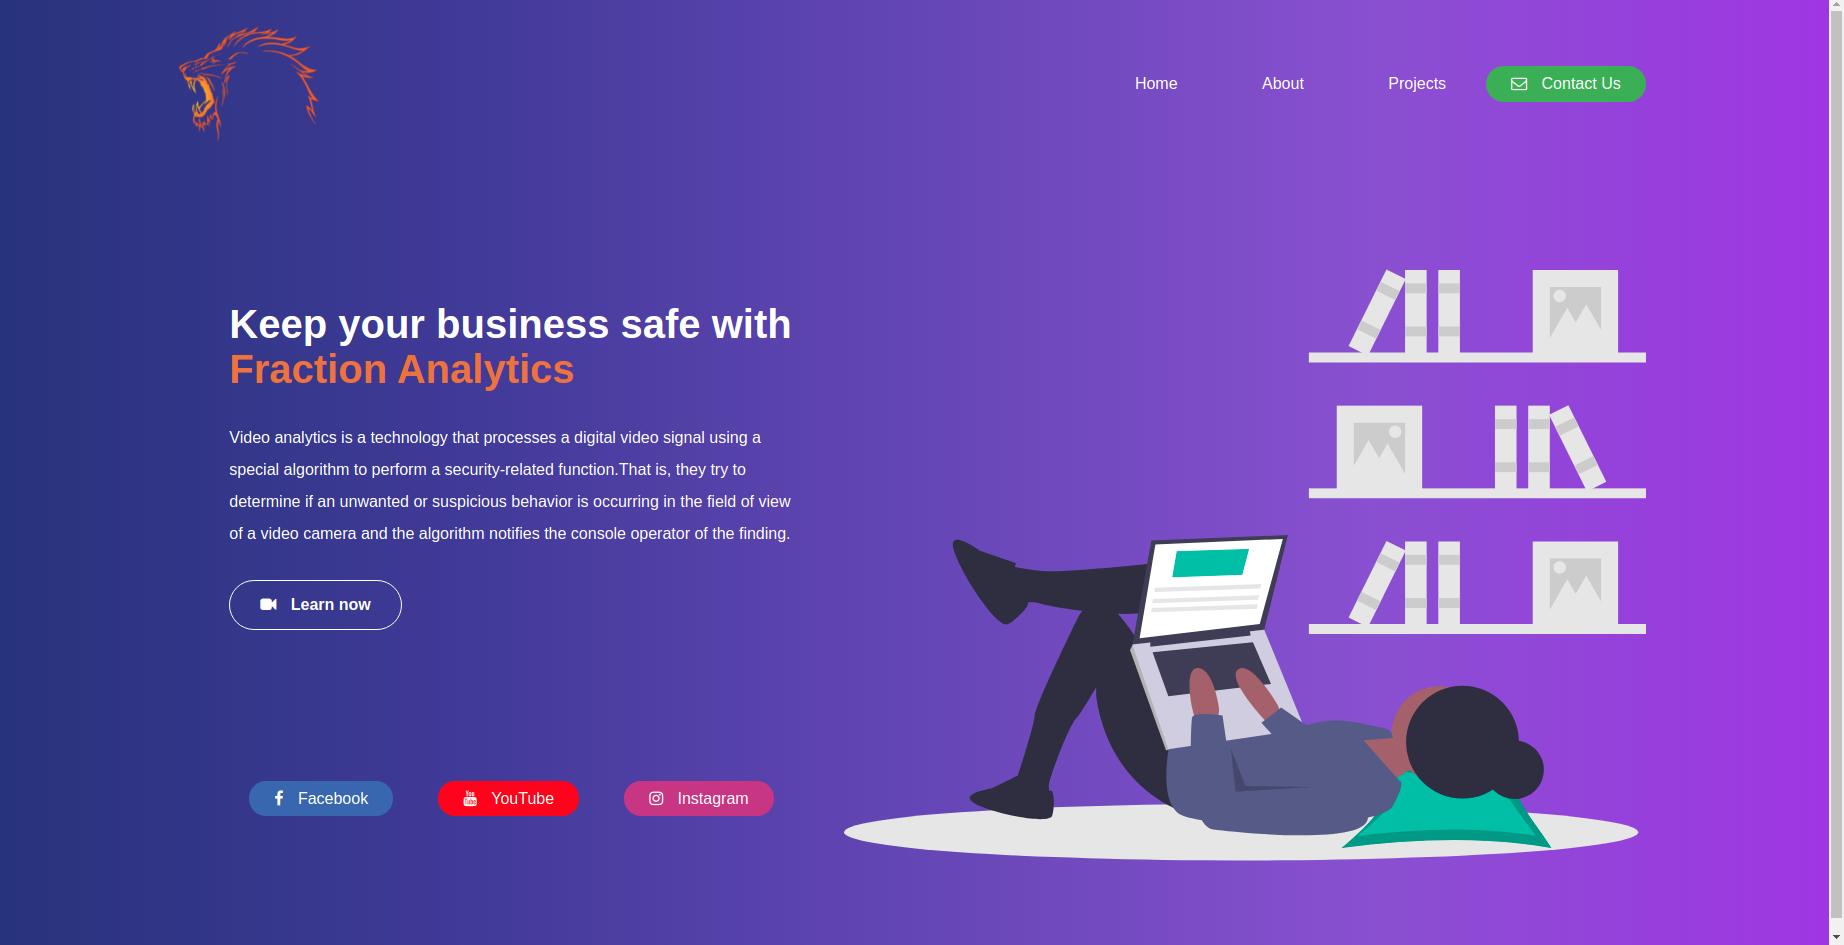 Home
About
Projects
Contact Us
Keep your business safe with
Fraction Analytics
Video analytics is a technology that processes a digital video signal using a
special algorithm to perform a security-related function.That is, they try to
determine if an unwanted or suspicious behavior is occurring in the field of view
of a video camera and the algorithm notifies the console operator of the finding.
Learn now
Facebook
You
Tube
YouTube
Instagram